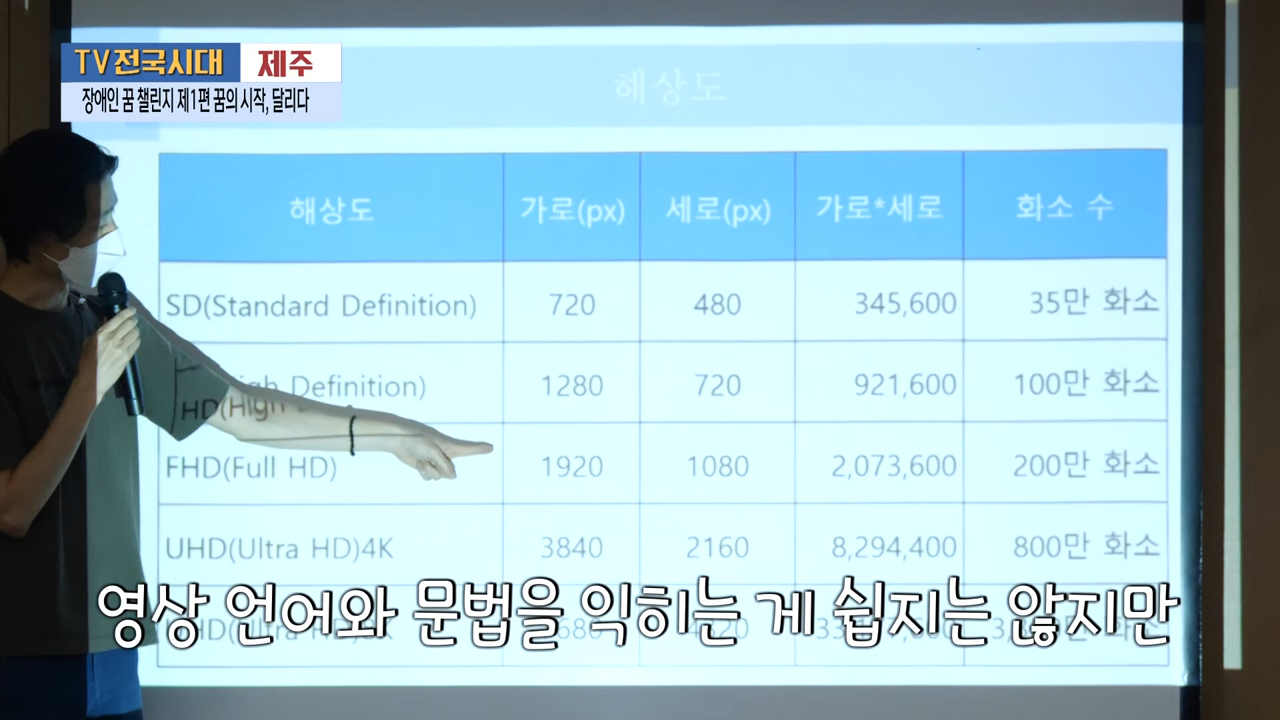 TV전국시대 제주
장애인 꿈 챌린지 제1편 꿈의 시작, 달리다
해상도
해상도 가로(px) 세로(px) 가로*세로 화소 수
SD(Standard Definition) 720 480 345,600 35만 화소
HD(High Definition) 1280 720 921,600 100만 화소
FHD(Full HD) 1920 1080 2,073,600 200만 화소
UHD(Ultra HD)4K 3840 2160 8,294,400 800만 화소
영상 언어와 문법을 익히는 게 쉽지는 않지만